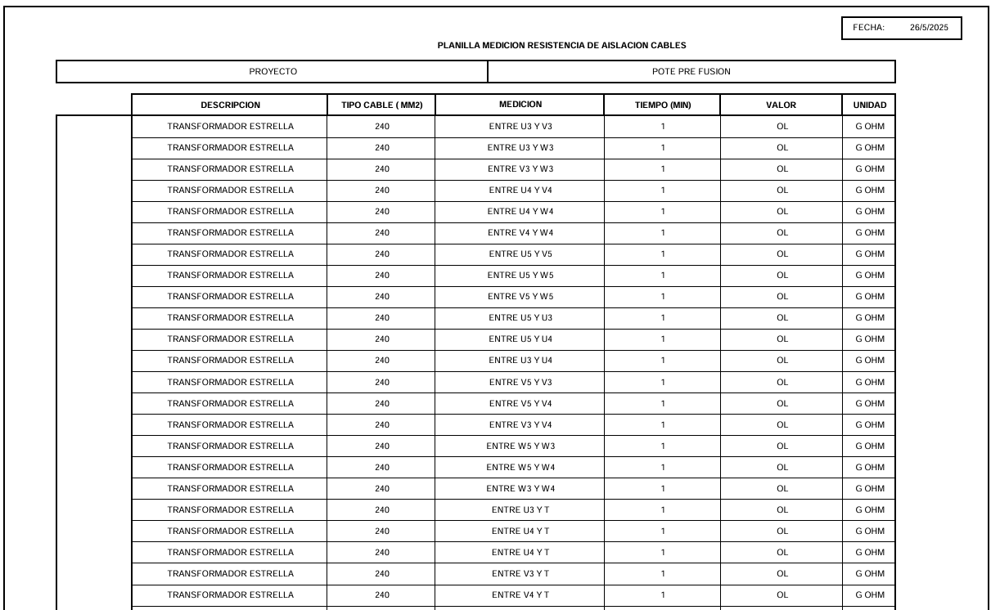 FECHA: 26/5/2025
PLANILLA MEDICION RESISTENCIA DE AISLACION CABLES
PROYECTO POTE PRE FUSION
DESCRIPCION TIPO CABLE ( MM2) MEDICION TIEMPO (MIN) VALOR UNIDAD
TRANSFORMADOR ESTRELLA 240 ENTRE U3 Y V3 1 OL G OHM
TRANSFORMADOR ESTRELLA 240 ENTRE U3 Y W3 1 OL G OHM
TRANSFORMADOR ESTRELLA 240 ENTRE V3 Y W3 1 OL G OHM
TRANSFORMADOR ESTRELLA 240 ENTRE U4 Y V4 1 OL G OHM
TRANSFORMADOR ESTRELLA 240 ENTRE U4 Y W4 1 OL G OHM
TRANSFORMADOR ESTRELLA 240 ENTRE V4 Y W4 1 OL G OHM
TRANSFORMADOR ESTRELLA 240 ENTRE U5 Y V5 1 OL G OHM
TRANSFORMADOR ESTRELLA 240 ENTRE U5 Y W5 1 OL G OHM
TRANSFORMADOR ESTRELLA 240 ENTRE V5 Y W5 1 OL G OHM
TRANSFORMADOR ESTRELLA 240 ENTRE U5 Y U3 1 OL G OHM
TRANSFORMADOR ESTRELLA 240 ENTRE U5 Y U4 1 OL G OHM
TRANSFORMADOR ESTRELLA 240 ENTRE U3 Y U4 1 OL G OHM
TRANSFORMADOR ESTRELLA 240 ENTRE V5 Y V3 1 OL G OHM
TRANSFORMADOR ESTRELLA 240 ENTRE V5 Y V4 1 OL G OHM
TRANSFORMADOR ESTRELLA 240 ENTRE V3 Y V4 1 OL G OHM
TRANSFORMADOR ESTRELLA 240 ENTRE W5 Y W3 1 OL G OHM
TRANSFORMADOR ESTRELLA 240 ENTRE W5 Y W4 1 OL G OHM
TRANSFORMADOR ESTRELLA 240 ENTRE W3 Y W4 1 OL G OHM
TRANSFORMADOR ESTRELLA 240 ENTRE U3 Y T 1 OL G OHM
TRANSFORMADOR ESTRELLA 240 ENTRE U4 Y T 1 OL G OHM
TRANSFORMADOR ESTRELLA 240 ENTRE U4 Y T 1 OL G OHM
TRANSFORMADOR ESTRELLA 240 ENTRE V3 Y T 1 OL G OHM
TRANSFORMADOR ESTRELLA 240 ENTRE V4 Y T 1 OL G OHM